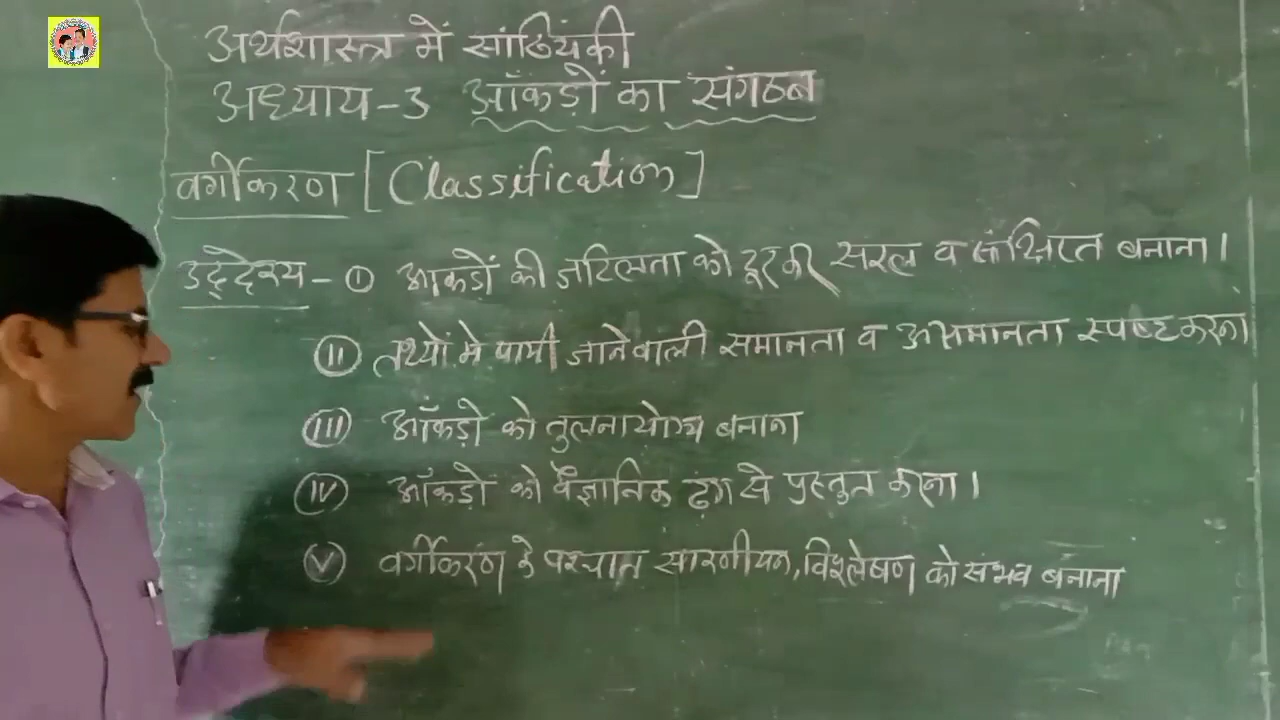 अर्थशास्त्र में सांख्यिकी
अध्याय-3 आँकड़ों का संगठन
वर्गीकरण [Classification]
उद्देश्य - (I) आंकड़ों की जटिलता को दूर कर सरल व संक्षिप्त बनाना।
(II) तथ्यों में पायी जाने वाली समानता व असमानता स्पष्ट करना।
(III) आँकड़ो को तुलनायोग्य बनाना
(IV) आँकड़ो को वैज्ञानिक ढंग से प्रस्तुत करना।
(V) वर्गीकरण के पश्चात सारणीयन, विश्लेषण को संभव बनाना